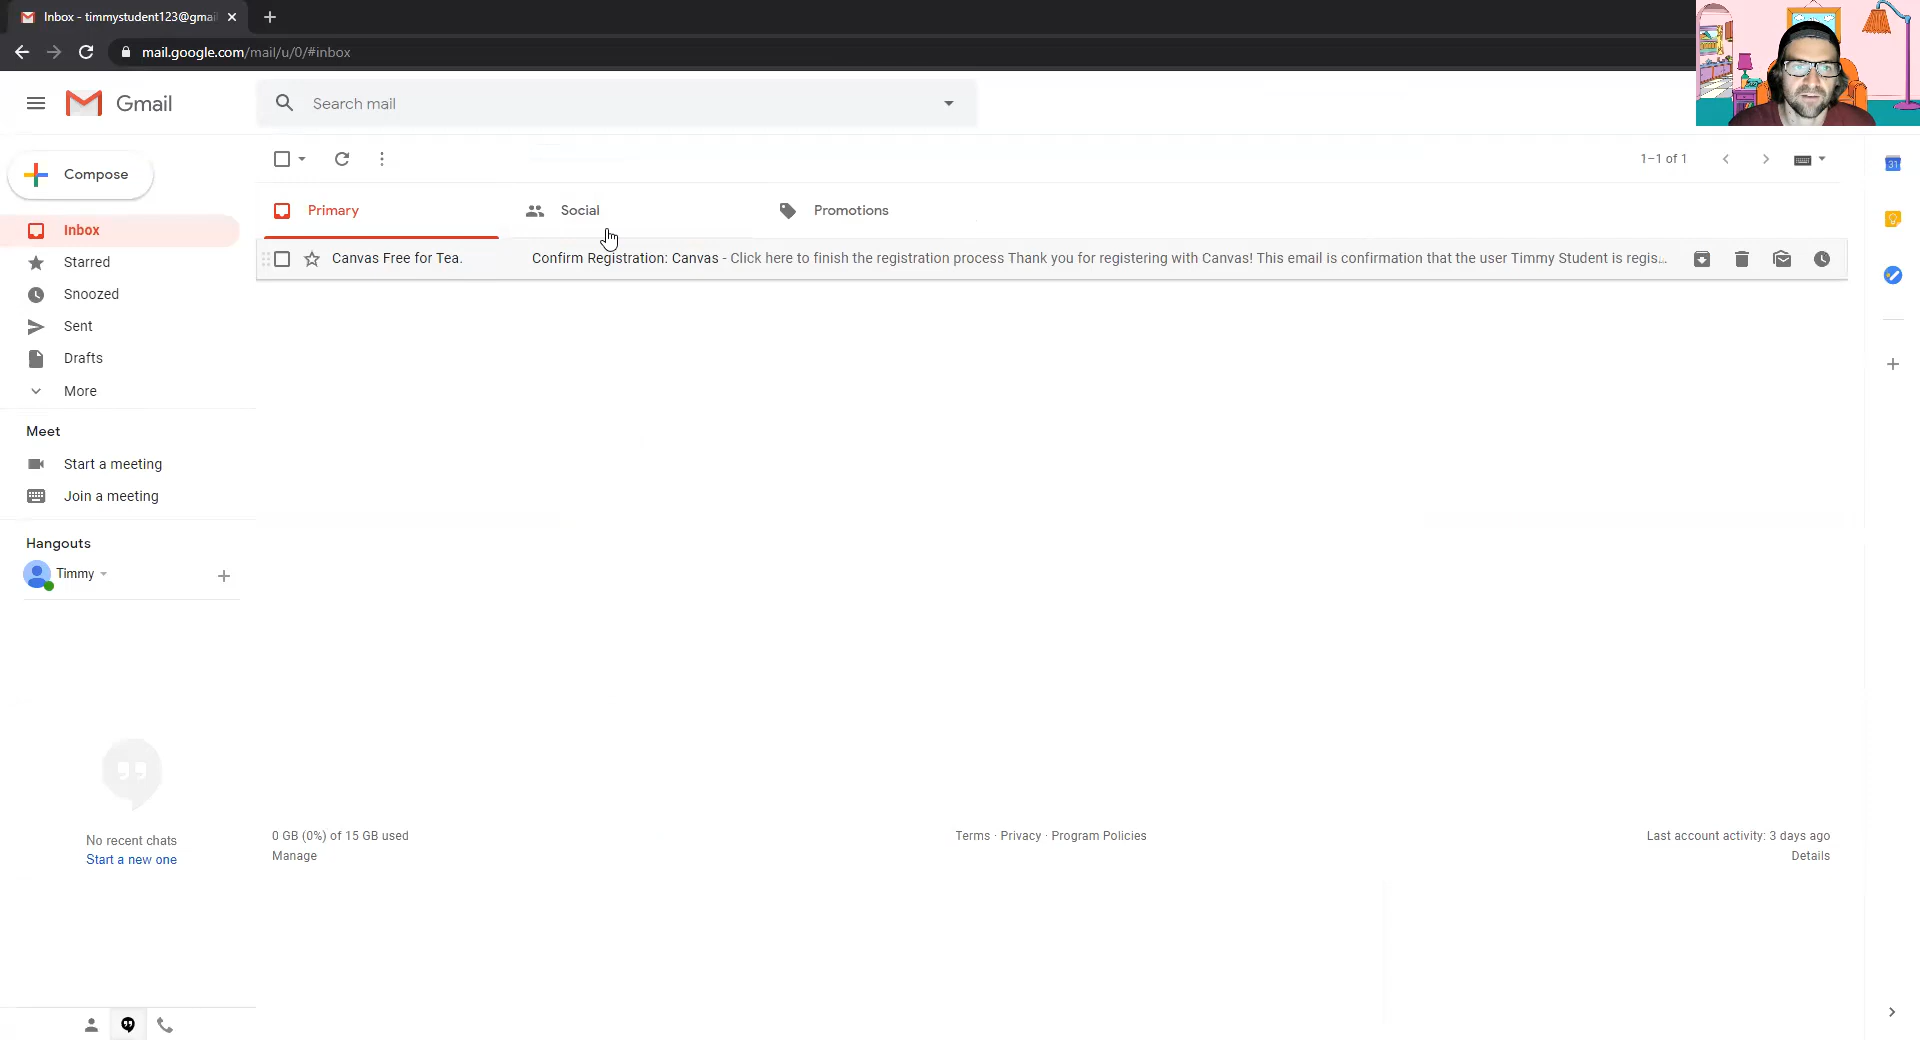 Inbox - timmystudent123@gmai
mail.google.com/mail/u/0/#inbox
Gmail
Search mail
Compose
1–1 of 1
Inbox
Starred
Snoozed
Sent
Drafts
More
Primary
Social
Promotions
Canvas Free for Tea.
Confirm Registration: Canvas - Click here to finish the registration process Thank you for registering with Canvas! This email is confirmation that the user Timmy Student is regis...
31
Meet
Start a meeting
Join a meeting
Hangouts
Timmy
No recent chats
Start a new one
0 GB (0%) of 15 GB used
Manage
Terms · Privacy · Program Policies
Last account activity: 3 days ago
Details